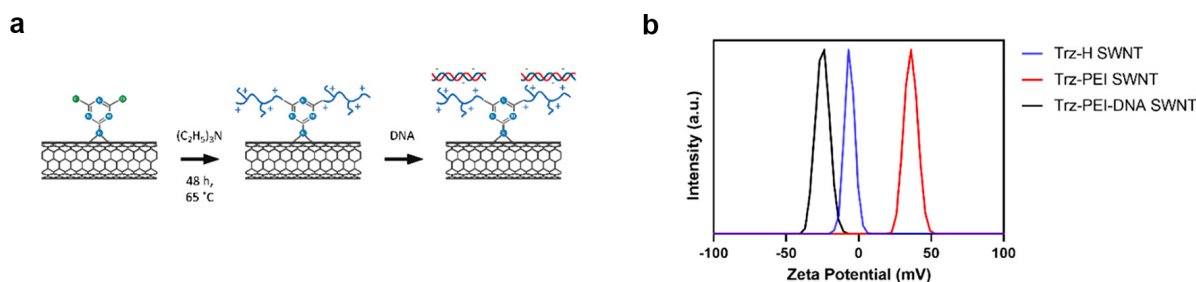 a
b
(C₂H₅)₃N
48 h,
65 °C
DNA
Intensity (a.u.)
-100
-50
0
50
100
Zeta Potential (mV)
Trz-H SWNT
Trz-PEI SWNT
Trz-PEI-DNA SWNT